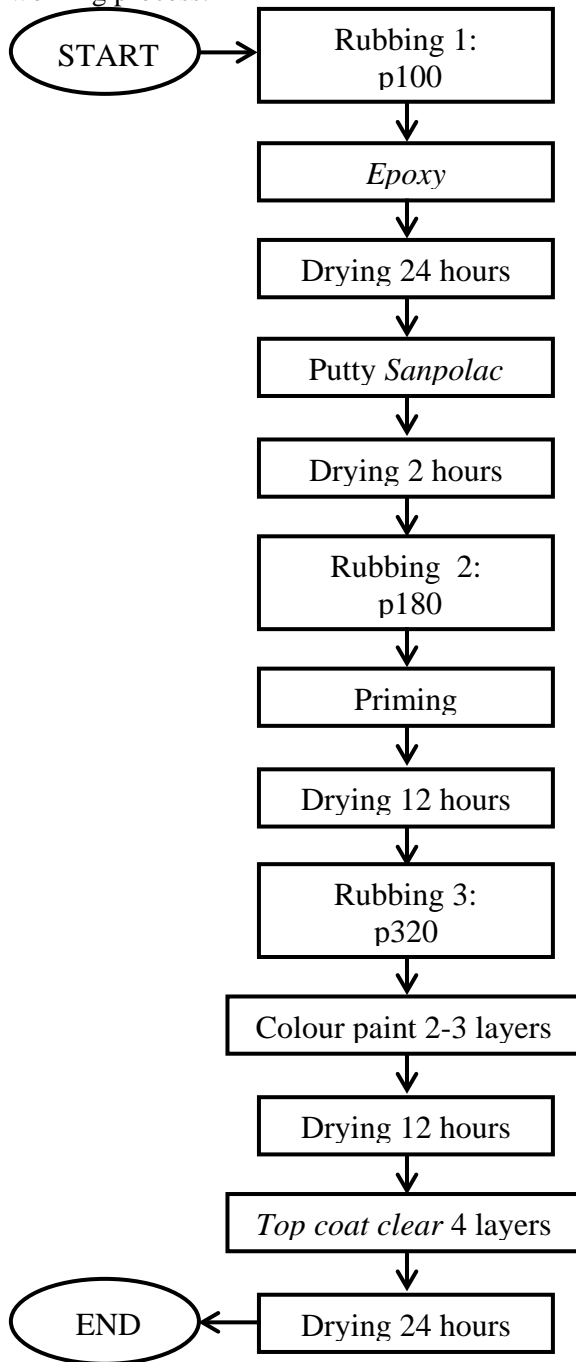 START
Rubbing 1:
p100
Epoxy
Drying 24 hours
Putty Sanpolac
Drying 2 hours
Rubbing 2:
p180
Priming
Drying 12 hours
Rubbing 3:
p320
Colour paint 2-3 layers
Drying 12 hours
Top coat clear 4 layers
Drying 24 hours
END